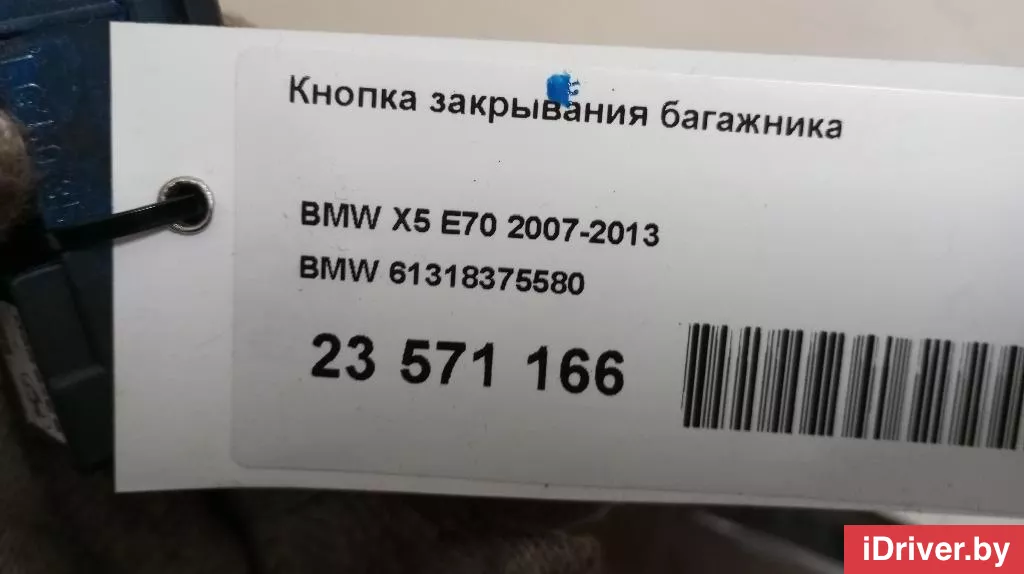 Кнопка закрывания багажника
BMW X5 E70 2007-2013
BMW 61318375580
23 571 166
iDriver.by